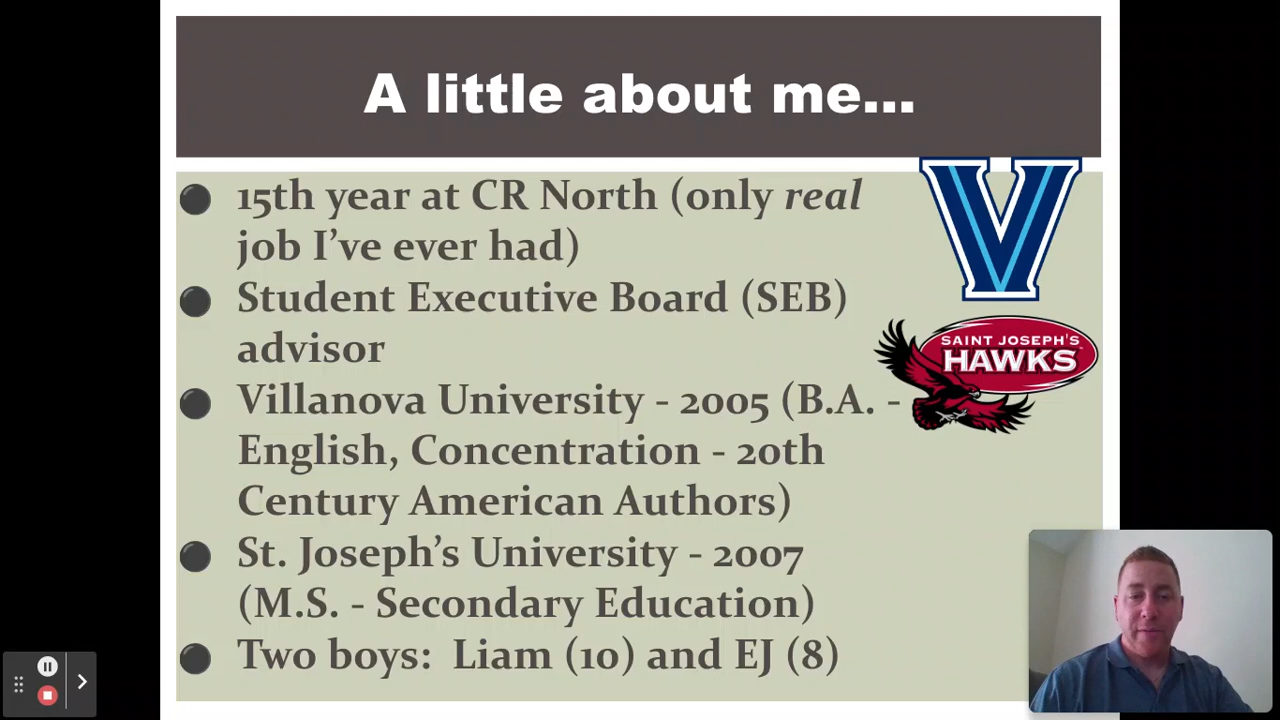 A little about me...
15th year at CR North (only real
job I've ever had)
Student Executive Board (SEB)
advisor
Villanova University - 2005 (B.A. -
English, Concentration - 20th
Century American Authors)
St. Joseph's University - 2007
(M.S. - Secondary Education)
Two boys:  Liam (10) and EJ (8)
V
SAINT JOSEPH'S
HAWKS